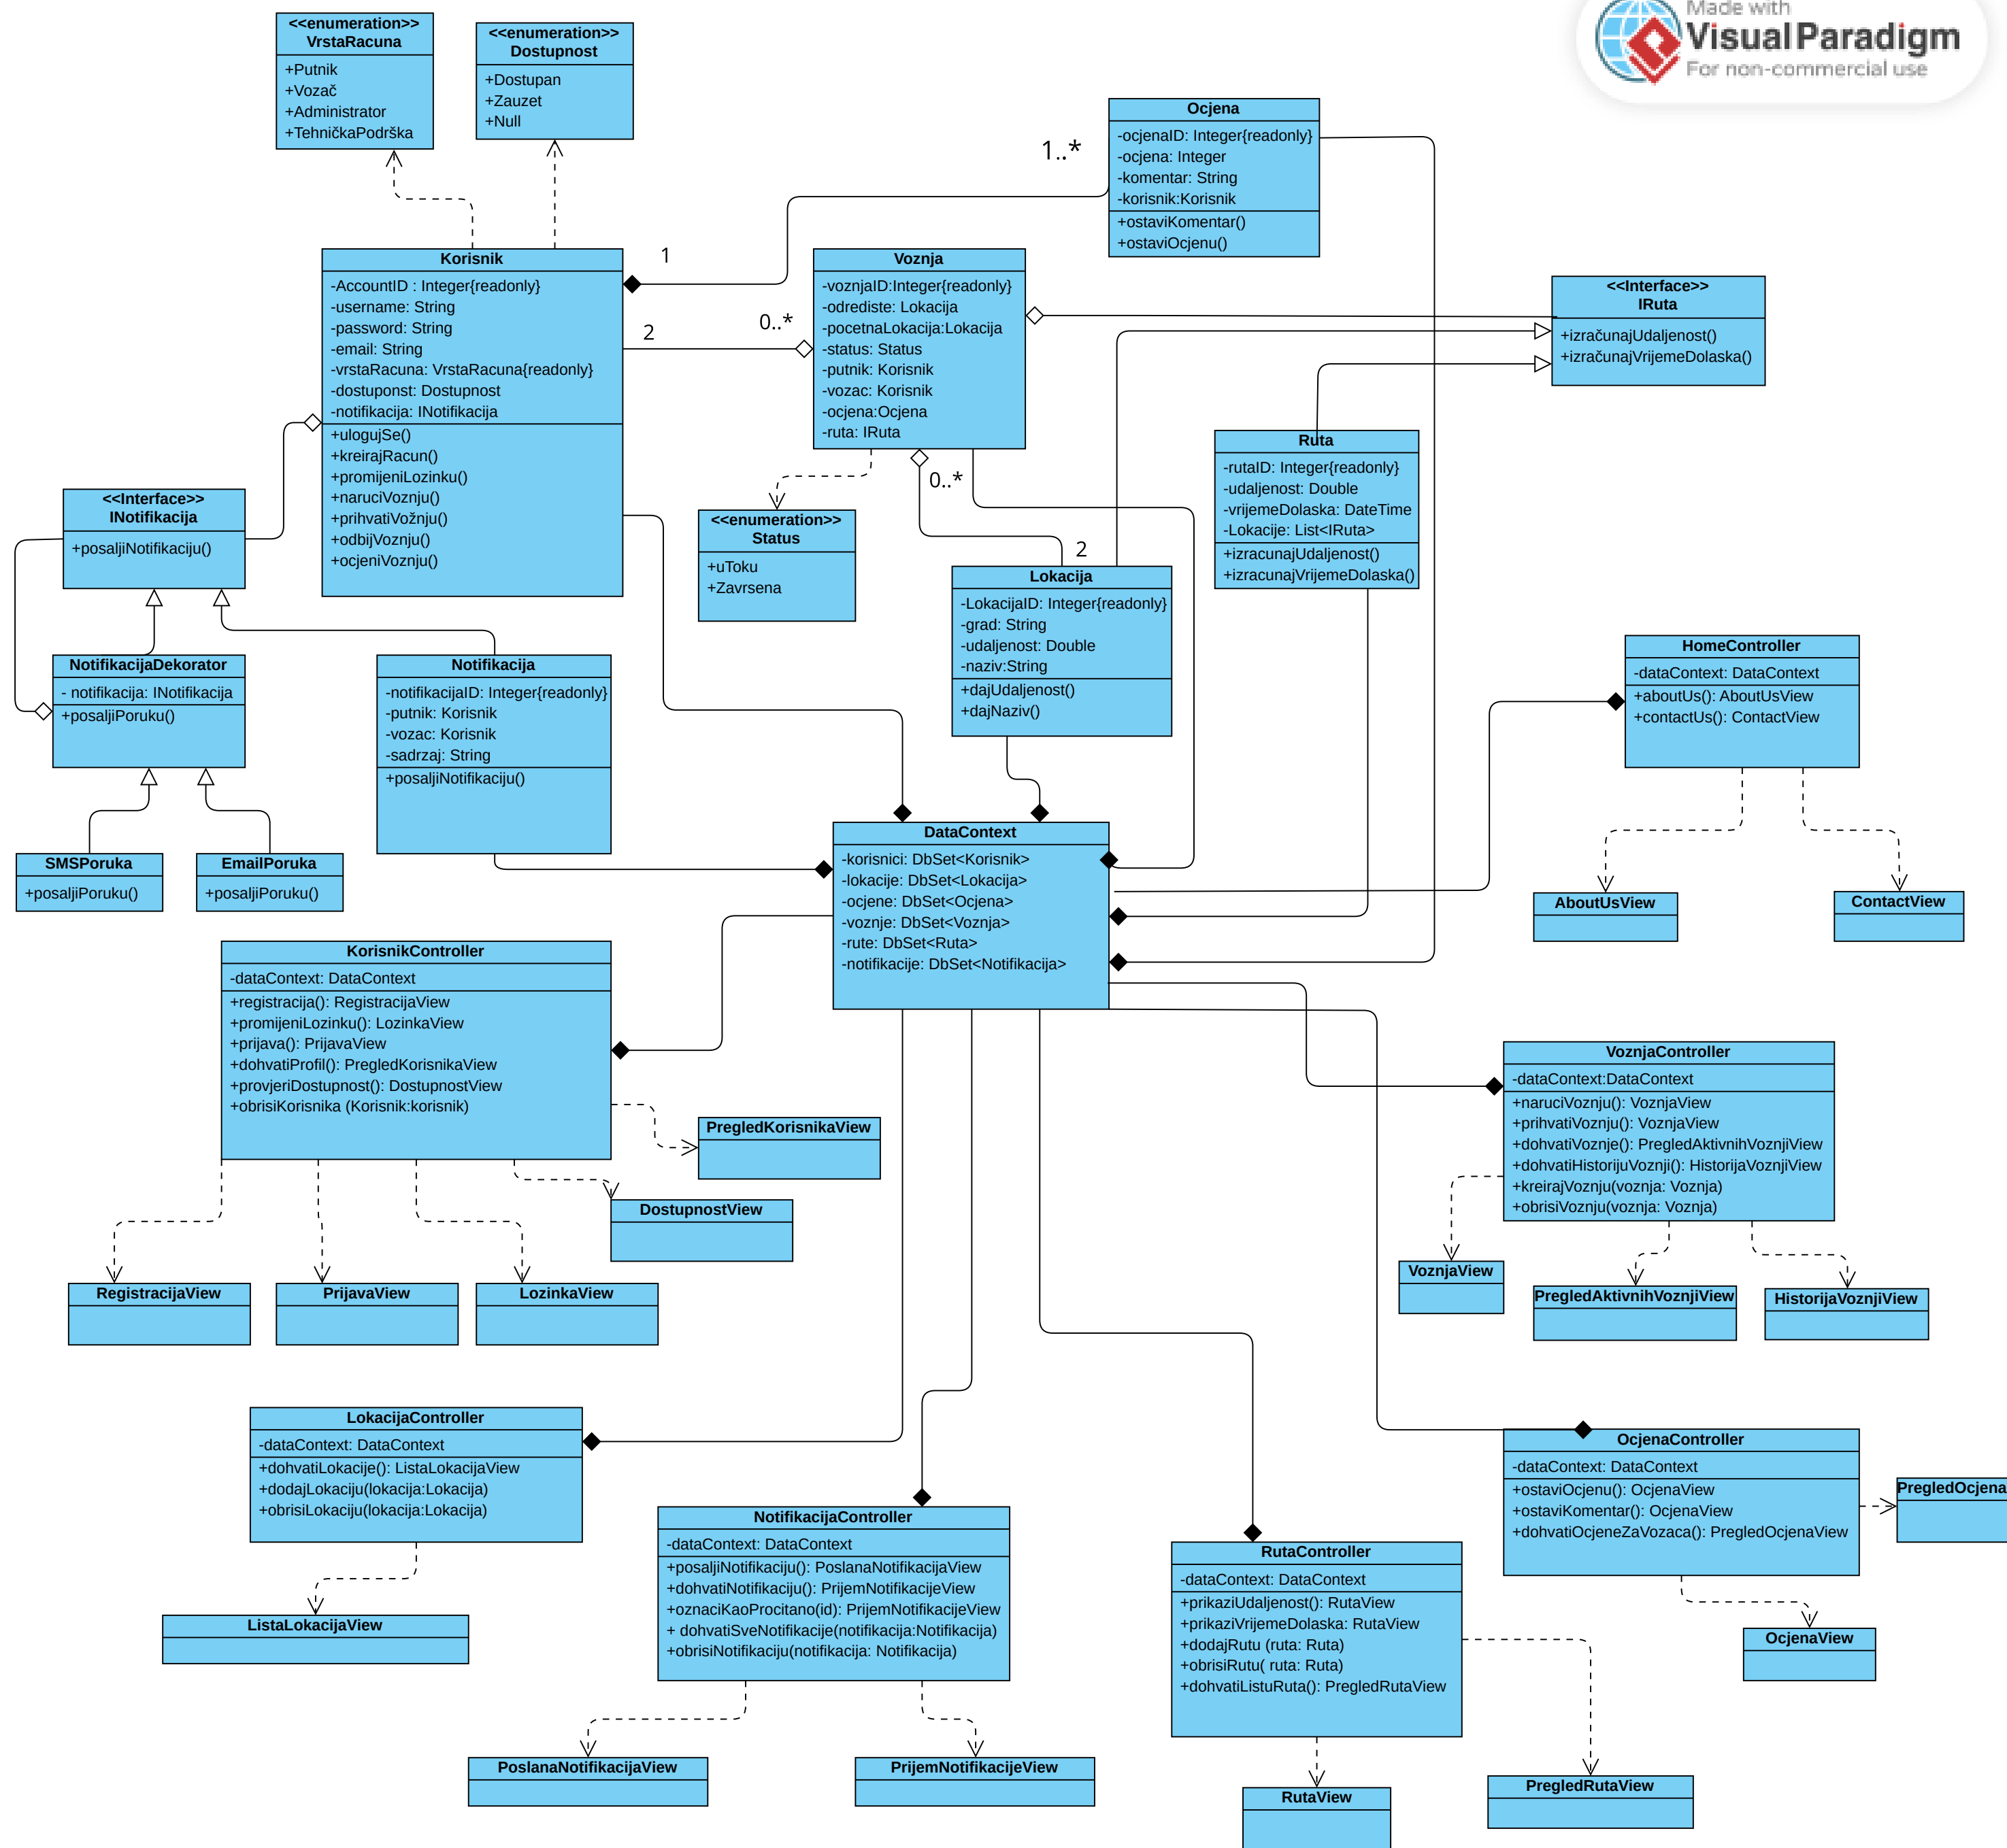 Made with
Visual Paradigm
For non-commercial use
<<enumeration>>
VrstaRacuna
+Putnik
+Vozač
+Administrator
+TehničkaPodrška
<<enumeration>>
Dostupnost
+Dostupan
+Zauzet
+Null
1..*
Ocjena
-ocjenaID: Integer{readonly}
-ocjena: Integer
-komentar: String
-korisnik:Korisnik
+ostaviKomentar()
+ostaviOcjenu()
1
2
0..*
Korisnik
-AccountID : Integer{readonly}
-username: String
-password: String
-email: String
-vrstaRacuna: VrstaRacuna{readonly}
-dostuponst: Dostupnost
-notifikacija: INotifikacija
+ulogujSe()
+kreirajRacun()
+promijeniLozinku()
+naruciVoznju()
+prihvatiVožnju()
+odbijVoznju()
+ocjeniVoznju()
Voznja
-voznjaID:Integer{readonly}
-odrediste: Lokacija
-pocetnaLokacija:Lokacija
-status: Status
-putnik: Korisnik
-vozac: Korisnik
-ocjena:Ocjena
-ruta: IRuta
<<Interface>>
IRuta
+izračunajUdaljenost()
+izračunajVrijemeDolaska()
Ruta
-rutaID: Integer{readonly}
-udaljenost: Double
-vrijemeDolaska: DateTime
-Lokacije: List<IRuta>
+izracunajUdaljenost()
+izracunajVrijemeDolaska()
<<Interface>>
INotifikacija
+posaljiNotifikaciju()
<<enumeration>>
Status
+uToku
+Zavrsena
0..*
2
Lokacija
-LokacijaID: Integer{readonly}
-grad: String
-udaljenost: Double
-naziv:String
+dajUdaljenost()
+dajNaziv()
NotifikacijaDekorator
- notifikacija: INotifikacija
+posaljiPoruku()
Notifikacija
-notifikacijaID: Integer{readonly}
-putnik: Korisnik
-vozac: Korisnik
-sadrzaj: String
+posaljiNotifikaciju()
HomeController
-dataContext: DataContext
+aboutUs(): AboutUsView
+contactUs(): ContactView
SMSPoruka
+posaljiPoruku()
EmailPoruka
+posaljiPoruku()
DataContext
-korisnici: DbSet<Korisnik>
-lokacije: DbSet<Lokacija>
-ocjene: DbSet<Ocjena>
-voznje: DbSet<Voznja>
-rute: DbSet<Ruta>
-notifikacije: DbSet<Notifikacija>
AboutUsView
ContactView
KorisnikController
-dataContext: DataContext
+registracija(): RegistracijaView
+promijeniLozinku(): LozinkaView
+prijava(): PrijavaView
+dohvatiProfil(): PregledKorisnikaView
+provjeriDostupnost(): DostupnostView
+obrisiKorisnika (Korisnik:korisnik)
PregledKorisnikaView
DostupnostView
RegistracijaView
PrijavaView
LozinkaView
VoznjaController
-dataContext:DataContext
+naruciVoznju(): VoznjaView
+prihvatiVoznju(): VoznjaView
+dohvatiVoznje(): PregledAktivnihVoznjiView
+dohvatiHistorijuVoznji(): HistorijaVoznjiView
+kreirajVoznju(voznja: Voznja)
+obrisiVoznju(voznja: Voznja)
VoznjaView
PregledAktivnihVoznjiView
HistorijaVoznjiView
LokacijaController
-dataContext: DataContext
+dohvatiLokacije(): ListaLokacijaView
+dodajLokaciju(lokacija:Lokacija)
+obrisiLokaciju(lokacija:Lokacija)
ListaLokacijaView
NotifikacijaController
-dataContext: DataContext
+posaljiNotifikaciju(): PoslanaNotifikacijaView
+dohvatiNotifikaciju(): PrijemNotifikacijeView
+oznaciKaoProcitano(id): PrijemNotifikacijeView
+ dohvatiSveNotifikacije(notifikacija:Notifikacija)
+obrisiNotifikaciju(notifikacija: Notifikacija)
PoslanaNotifikacijaView
PrijemNotifikacijeView
OcjenaController
-dataContext: DataContext
+ostaviOcjenu(): OcjenaView
+ostaviKomentar(): OcjenaView
+dohvatiOcjeneZaVozaca(): PregledOcjenaView
PregledOcjena
OcjenaView
RutaController
-dataContext: DataContext
+prikaziUdaljenost(): RutaView
+prikaziVrijemeDolaska: RutaView
+dodajRutu (ruta: Ruta)
+obrisiRutu( ruta: Ruta)
+dohvatiListuRuta(): PregledRutaView
RutaView
PregledRutaView